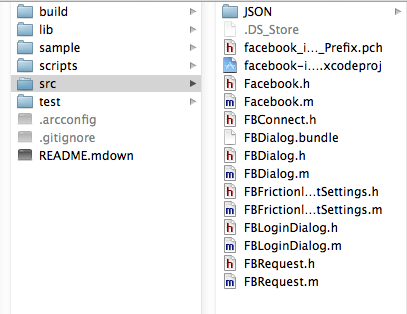 build
lib
sample
scripts
src
test
.arcconfig
.gitignore
README.mdown
JSON
.DS_Store
facebook_i..._Prefix.pch
facebook-i....xcodeproj
Facebook.h
Facebook.m
FBConnect.h
FBDialog.bundle
FBDialog.h
FBDialog.m
FBFrictionl...tSettings.h
FBFrictionl...tSettings.m
FBLoginDialog.h
FBLoginDialog.m
FBRequest.h
FBRequest.m